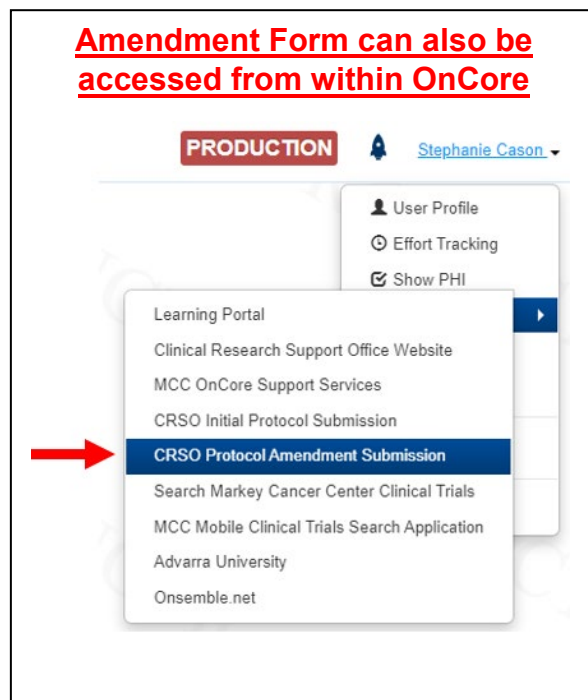 Amendment Form can also be
accessed from within OnCore
PRODUCTION
Stephanie Cason
User Profile
Effort Tracking
Show PHI
Learning Portal
Clinical Research Support Office Website
MCC OnCore Support Services
CRSO Initial Protocol Submission
CRSO Protocol Amendment Submission
Search Markey Cancer Center Clinical Trials
MCC Mobile Clinical Trials Search Application
Advarra University
Onsemble.net